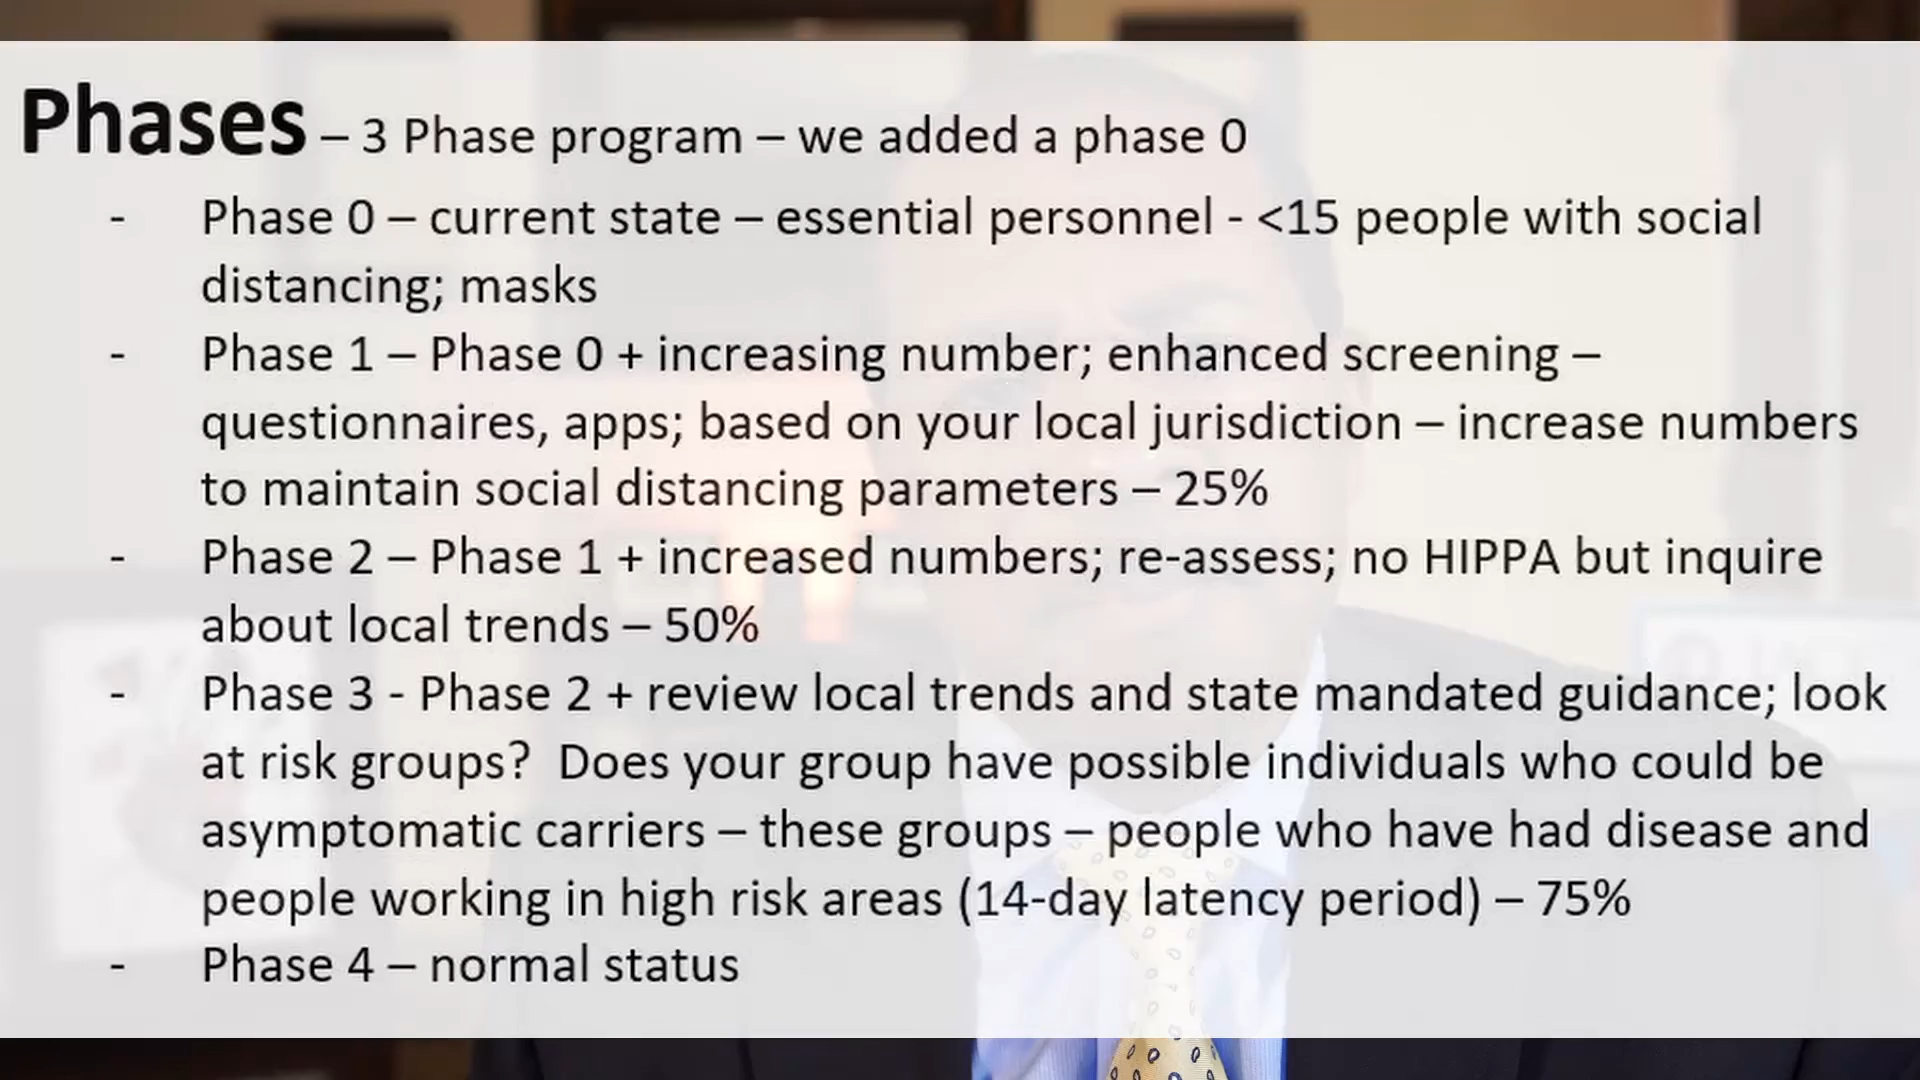 Phases – 3 Phase program – we added a phase 0
- Phase 0 – current state – essential personnel - <15 people with social
distancing; masks
- Phase 1 – Phase 0 + increasing number; enhanced screening –
questionnaires, apps; based on your local jurisdiction – increase numbers
to maintain social distancing parameters – 25%
- Phase 2 – Phase 1 + increased numbers; re-assess; no HIPPA but inquire
about local trends – 50%
- Phase 3 - Phase 2 + review local trends and state mandated guidance; look
at risk groups?  Does your group have possible individuals who could be
asymptomatic carriers – these groups – people who have had disease and
people working in high risk areas (14-day latency period) – 75%
- Phase 4 – normal status